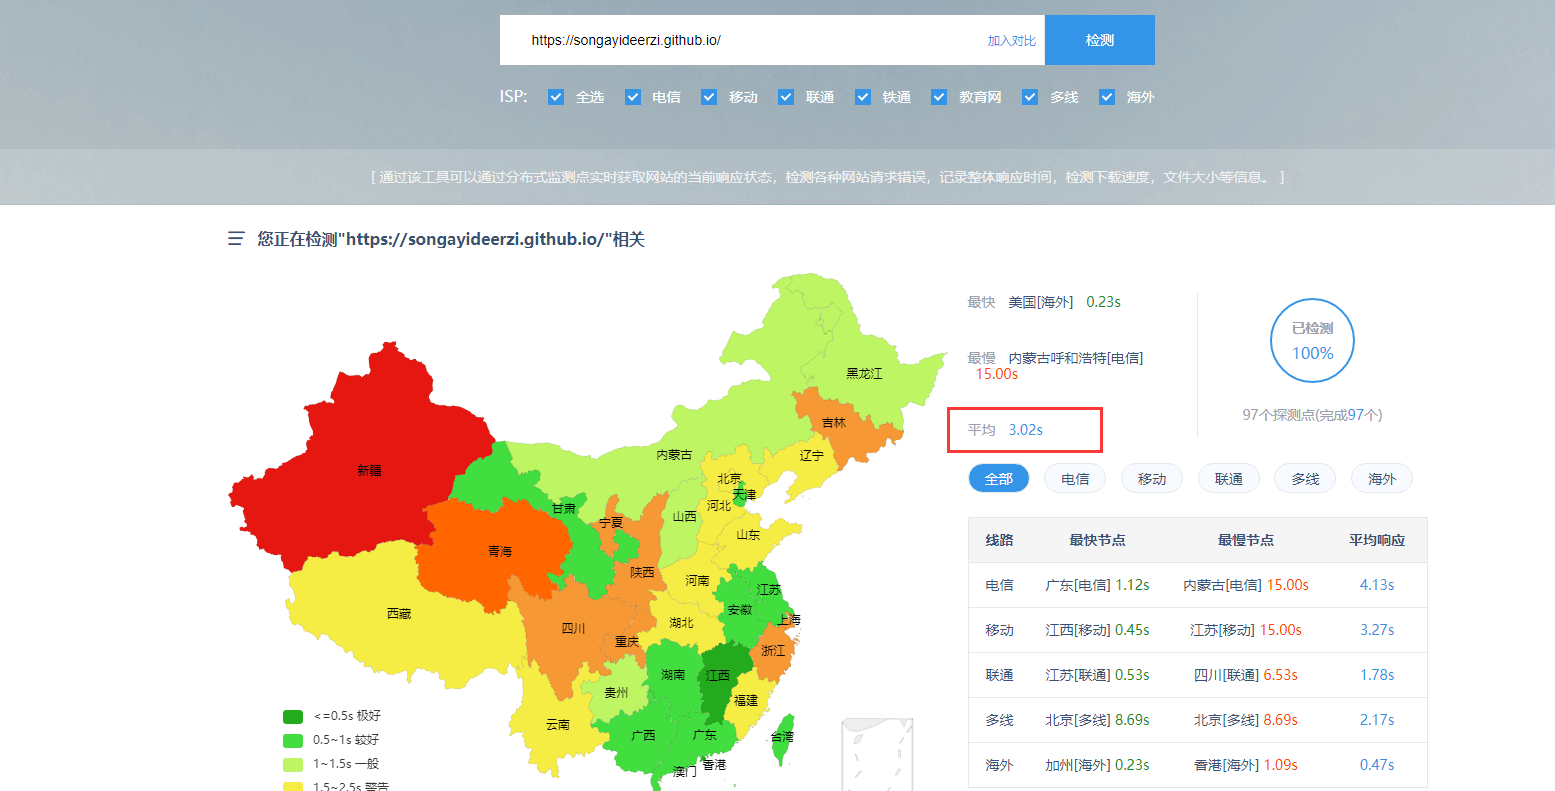 https://songayideerzi.github.io/ 加入对比 检测
ISP: 全选 电信 移动 联通 铁通 教育网 多线 海外
[ 通过该工具可以通过分布式监测点实时获取网站的当前响应状态，检测各种网站请求错误，记录整体响应时间，检测下载速度，文件大小等信息。 ]
您正在检测"https://songayideerzi.github.io/"相关
黑龙江
吉林
辽宁
内蒙古
新疆
北京
天津
河北
甘肃
山西
宁夏
山东
青海
陕西
河南
西藏
江苏
安徽
上海
湖北
四川
重庆
浙江
湖南
江西
贵州
福建
云南
广西
广东
台湾
香港
澳门
<=0.5s 极好
0.5~1s 较好
1~1.5s 一般
1.5~2.5s 警告
最快 美国[海外] 0.23s
最慢 内蒙古呼和浩特[电信]
15.00s
平均 3.02s
已检测
100%
97个探测点(完成97个)
全部 电信 移动 联通 多线 海外
线路 最快节点 最慢节点 平均响应
电信 广东[电信] 1.12s 内蒙古[电信] 15.00s 4.13s
移动 江西[移动] 0.45s 江苏[移动] 15.00s 3.27s
联通 江苏[联通] 0.53s 四川[联通] 6.53s 1.78s
多线 北京[多线] 8.69s 北京[多线] 8.69s 2.17s
海外 加州[海外] 0.23s 香港[海外] 1.09s 0.47s